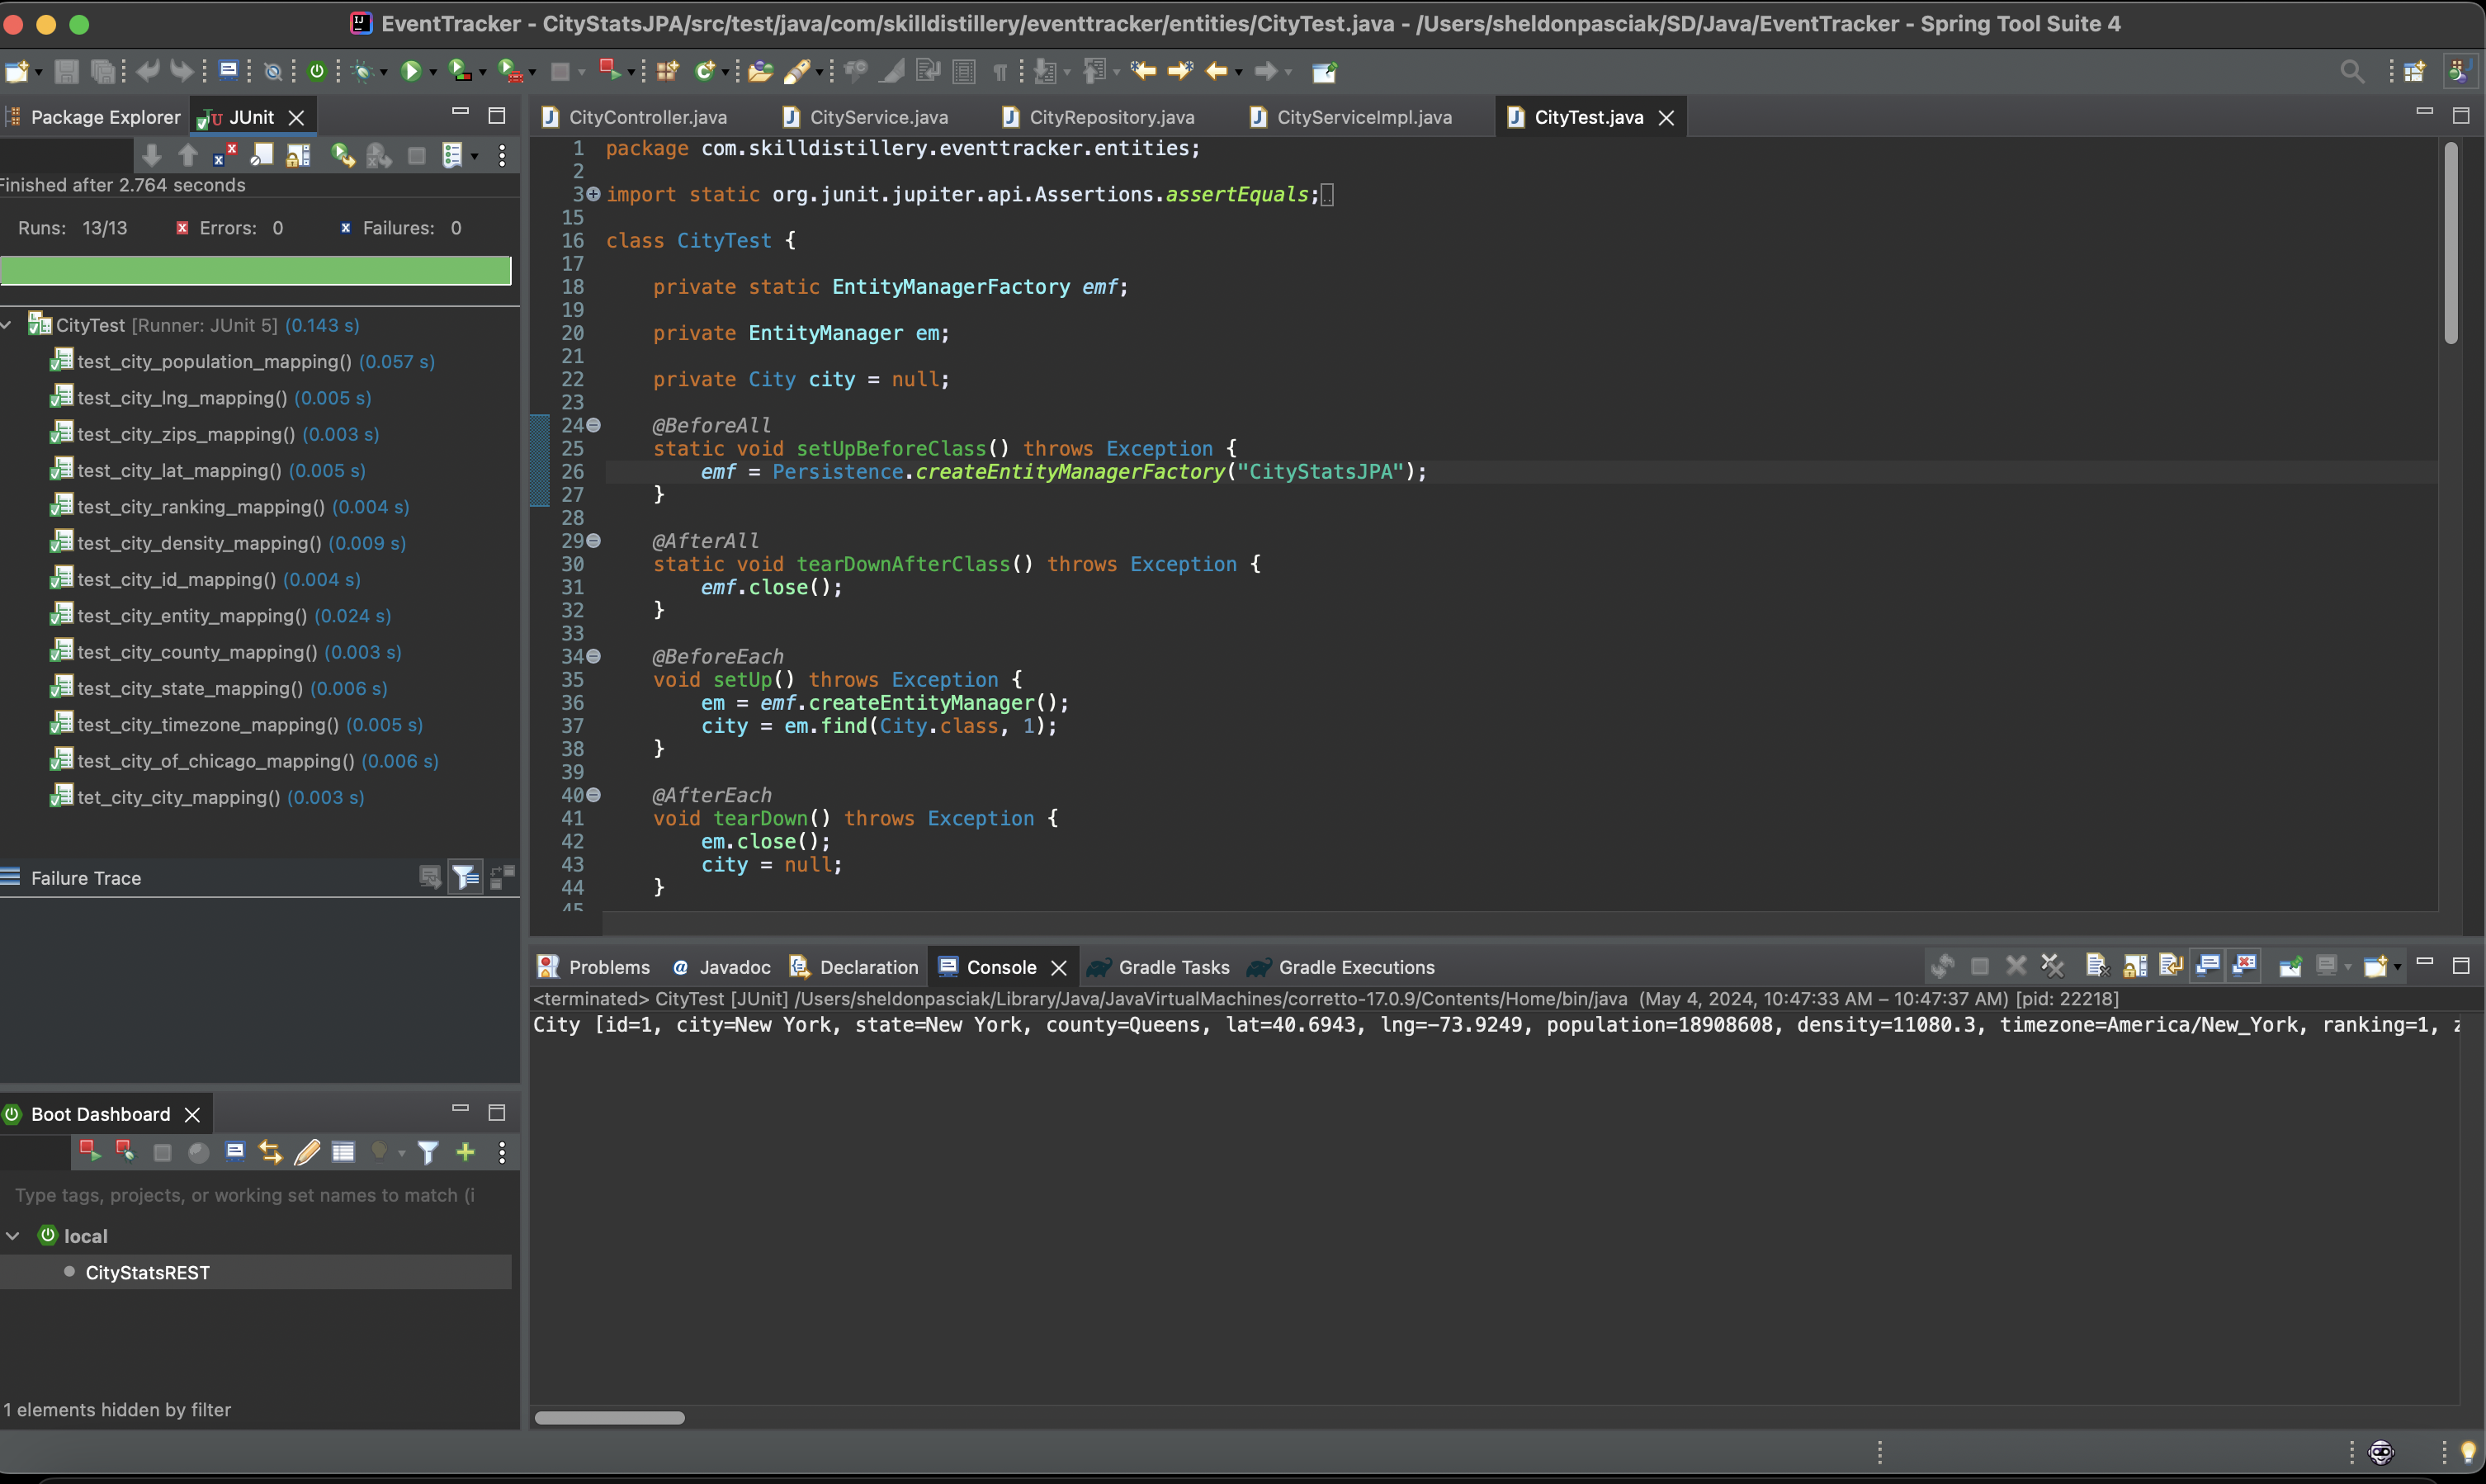 EventTracker - CityStatsJPA/src/test/java/com/skilldistillery/eventtracker/entities/CityTest.java - /Users/sheldonpasciak/SD/Java/EventTracker - Spring Tool Suite 4
Package Explorer
JUnit
Finished after 2.764 seconds
Runs: 13/13 Errors: 0 Failures: 0
CityTest [Runner: JUnit 5] (0.143 s)
test_city_population_mapping() (0.057 s)
test_city_lng_mapping() (0.005 s)
test_city_zips_mapping() (0.003 s)
test_city_lat_mapping() (0.005 s)
test_city_ranking_mapping() (0.004 s)
test_city_density_mapping() (0.009 s)
test_city_id_mapping() (0.004 s)
test_city_entity_mapping() (0.024 s)
test_city_county_mapping() (0.003 s)
test_city_state_mapping() (0.006 s)
test_city_timezone_mapping() (0.005 s)
test_city_of_chicago_mapping() (0.006 s)
tet_city_city_mapping() (0.003 s)
Failure Trace
Boot Dashboard
Type tags, projects, or working set names to match (i
local
CityStatsREST
1 elements hidden by filter
CityController.java CityService.java CityRepository.java CityServiceImpl.java CityTest.java
1 package com.skilldistillery.eventtracker.entities;
2
3 import static org.junit.jupiter.api.Assertions.assertEquals;
15
16 class CityTest {
17
18 private static EntityManagerFactory emf;
19
20 private EntityManager em;
21
22 private City city = null;
23
24 @BeforeAll
25 static void setUpBeforeClass() throws Exception {
26 emf = Persistence.createEntityManagerFactory("CityStatsJPA");
27 }
28
29 @AfterAll
30 static void tearDownAfterClass() throws Exception {
31 emf.close();
32 }
33
34 @BeforeEach
35 void setUp() throws Exception {
36 em = emf.createEntityManager();
37 city = em.find(City.class, 1);
38 }
39
40 @AfterEach
41 void tearDown() throws Exception {
42 em.close();
43 city = null;
44 }
45
Problems Javadoc Declaration Console Gradle Tasks Gradle Executions
<terminated> CityTest [JUnit] /Users/sheldonpasciak/Library/Java/JavaVirtualMachines/corretto-17.0.9/Contents/Home/bin/java (May 4, 2024, 10:47:33 AM – 10:47:37 AM) [pid: 22218]
City [id=1, city=New York, state=New York, county=Queens, lat=40.6943, lng=-73.9249, population=18908608, density=11080.3, timezone=America/New_York, ranking=1, z